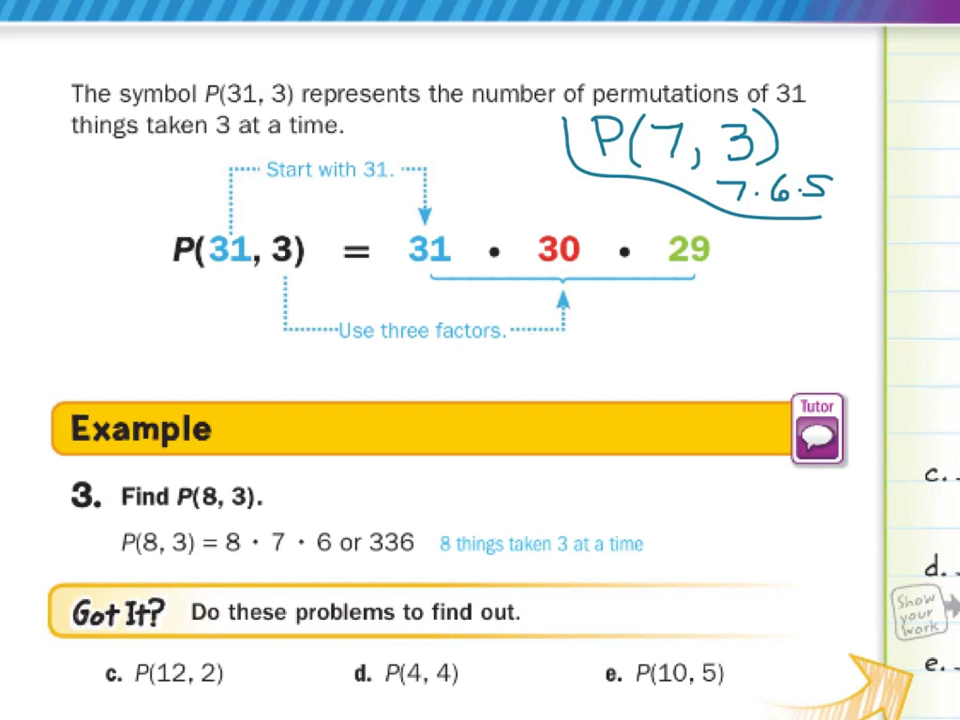 The symbol P(31, 3) represents the number of permutations of 31
things taken 3 at a time.
P(7, 3)
7·6·5
Start with 31.
P(31, 3) = 31 • 30 • 29
Use three factors.
Example
Tutor
3. Find P(8, 3).
P(8, 3) = 8 • 7 • 6 or 336 8 things taken 3 at a time
Got It? Do these problems to find out.
c. P(12, 2) d. P(4, 4) e. P(10, 5)
c.
d.
Show
your
work
e.